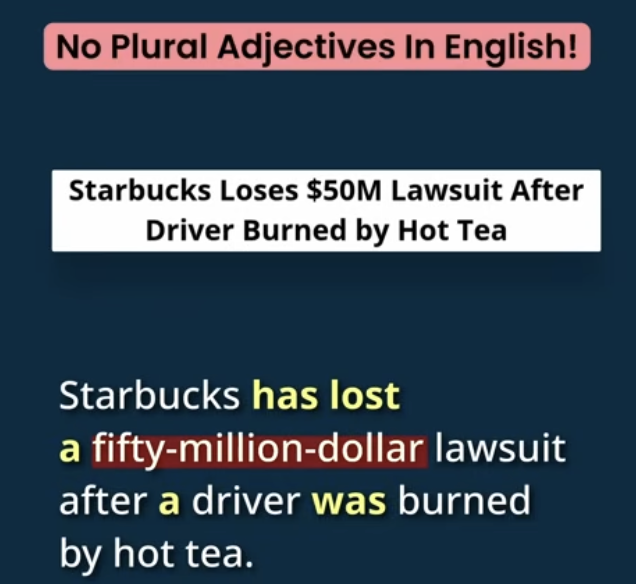 No Plural Adjectives In English!
Starbucks Loses $50M Lawsuit After
Driver Burned by Hot Tea
Starbucks has lost
a fifty-million-dollar lawsuit
after a driver was burned
by hot tea.